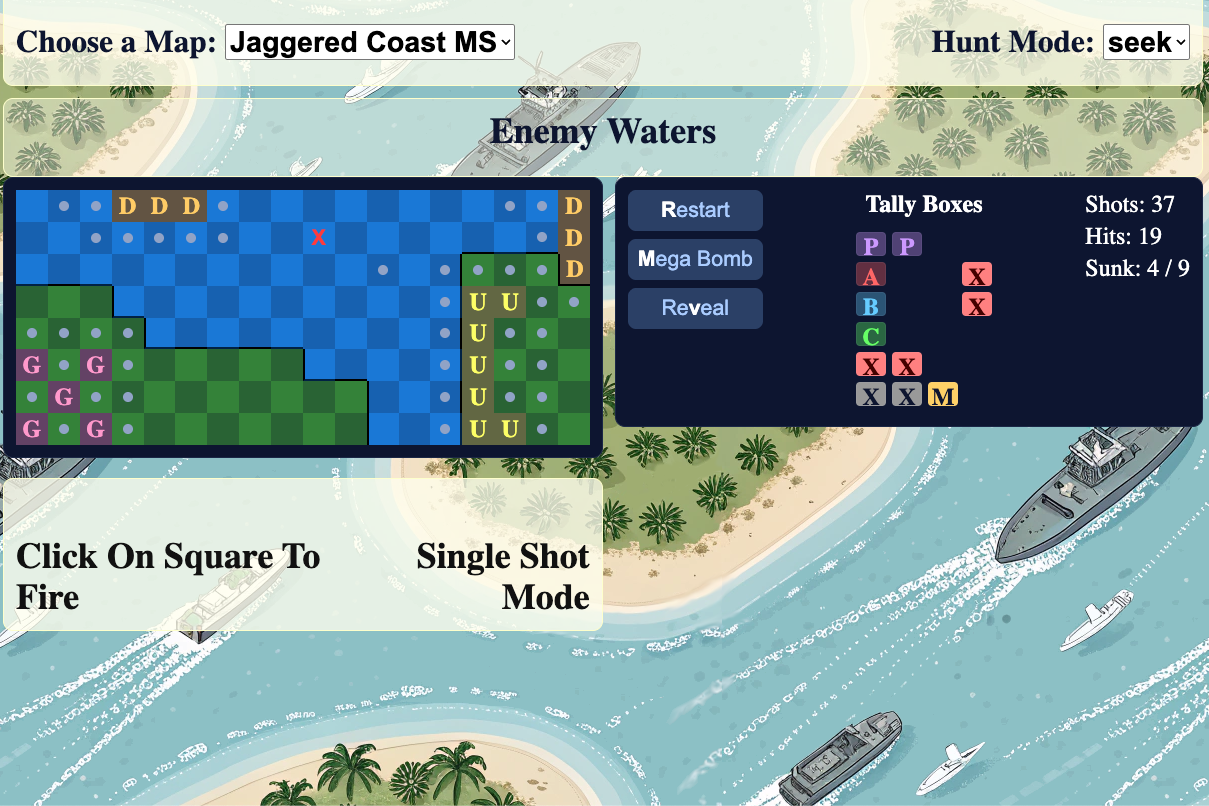 Choose a Map: Jaggered Coast MS
Hunt Mode: seek
Enemy Waters
D D D D
X D
D
U U
U
G G U
G U
G G U U
Restart
Mega Bomb
Reveal
Tally Boxes
P P
A X
B X
C
X X
X X M
Shots: 37
Hits: 19
Sunk: 4 / 9
Click On Square To
Fire
Single Shot
Mode